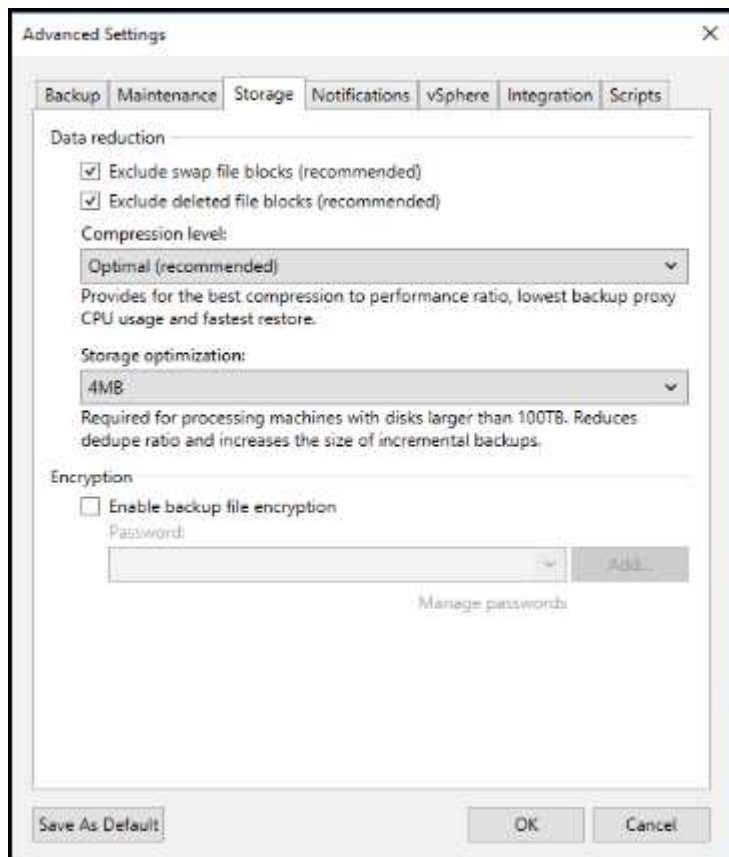 Advanced Settings
Backup Maintenance Storage Notifications vSphere Integration Scripts
Data reduction
Exclude swap file blocks (recommended)
Exclude deleted file blocks (recommended)
Compression level:
Optimal (recommended)
Provides for the best compression to performance ratio, lowest backup proxy
CPU usage and fastest restore.
Storage optimization:
4MB
Required for processing machines with disks larger than 100TB. Reduces
dedupe ratio and increases the size of incremental backups.
Encryption
Enable backup file encryption
Password:
Add...
Manage passwords
Save As Default OK Cancel